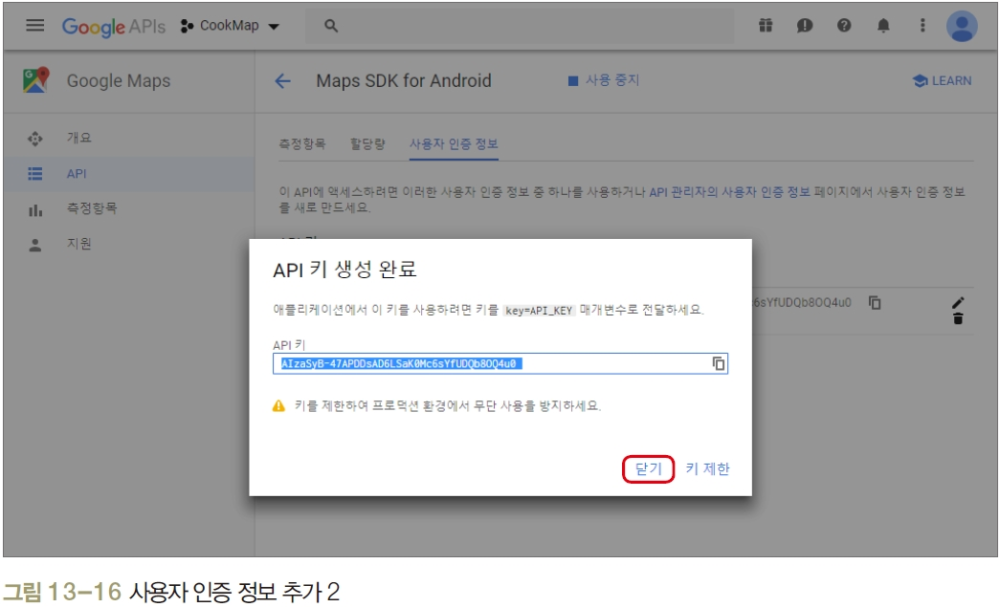 Google APIs CookMap
Google Maps
Maps SDK for Android
사용 중지
LEARN
개요
API
측정항목
지원
측정항목 할당량 사용자 인증 정보
이 API에 액세스하려면 이러한 사용자 인증 정보 중 하나를 사용하거나 API 관리자의 사용자 인증 정보 페이지에서 사용자 인증 정보
를 새로 만드세요.
c6sYfUDQb8OQ4u0
API 키 생성 완료
애플리케이션에서 이 키를 사용하려면 키를 key=API_KEY 매개변수로 전달하세요.
API 키
AIzaSyB-47APDDsAD6LSaK0Mc6sYfUDQb8OQ4u0
키를 제한하여 프로덕션 환경에서 무단 사용을 방지하세요.
닫기 키 제한
그림 13-16 사용자 인증 정보 추가 2